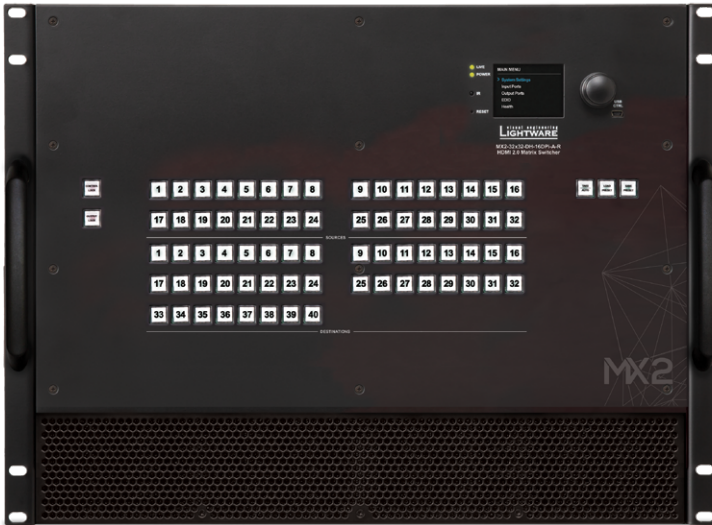 LIVE
POWER
IR
RESET
MAIN MENU
System Settings
Input Ports
Output Ports
EDID
Health
USB
CTRL
visual engineering
LIGHTWARE
MX2-32x32-DH-16DPi-A-R
HDMI 2.0 Matrix Switcher
1 2 3 4 5 6 7 8 9 10 11 12 13 14 15 16
17 18 19 20 21 22 23 24 25 26 27 28 29 30 31 32
SOURCES
1 2 3 4 5 6 7 8 9 10 11 12 13 14 15 16
17 18 19 20 21 22 23 24 25 26 27 28 29 30 31 32
33 34 35 36 37 38 39 40
DESTINATIONS
MX2